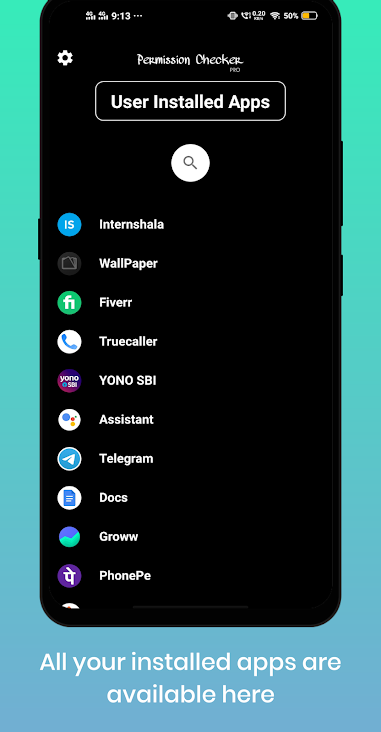 4G 4G 9:13 ··· 0.20 KB/s 50%
Permission Checker
PRO
User Installed Apps
IS Internshala
WallPaper
fi Fiverr
Truecaller
yono SBI YONO SBI
Assistant
Telegram
Docs
Groww
पे PhonePe
All your installed apps are
available here